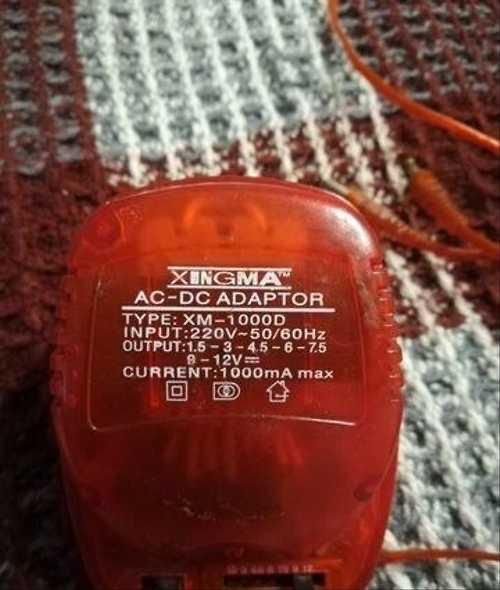 XINGMA™
AC-DC ADAPTOR
TYPE: XM-1000D
INPUT:220V~50/60Hz
OUTPUT:1.5 - 3 - 4.5 - 6 - 7.5
9 - 12V⎓
CURRENT:1000mA max